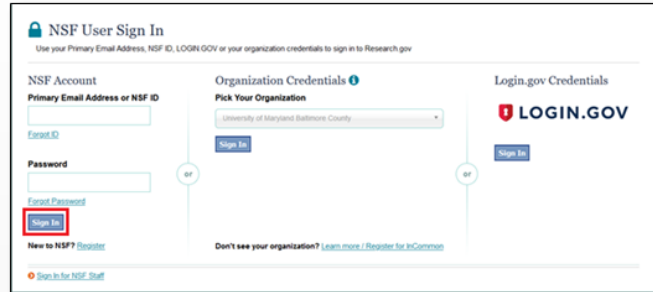 NSF User Sign In
Use your Primary Email Address, NSF ID, LOGIN.GOV or your organization credentials to sign in to Research.gov
NSF Account
Primary Email Address or NSF ID
Forgot ID
Password
Forgot Password
Sign In
New to NSF? Register
or
Organization Credentials
Pick Your Organization
University of Maryland Baltimore County
Sign In
Don't see your organization? Learn more / Register for InCommon
or
Login.gov Credentials
LOGIN.GOV
Sign In
Sign In for NSF Staff